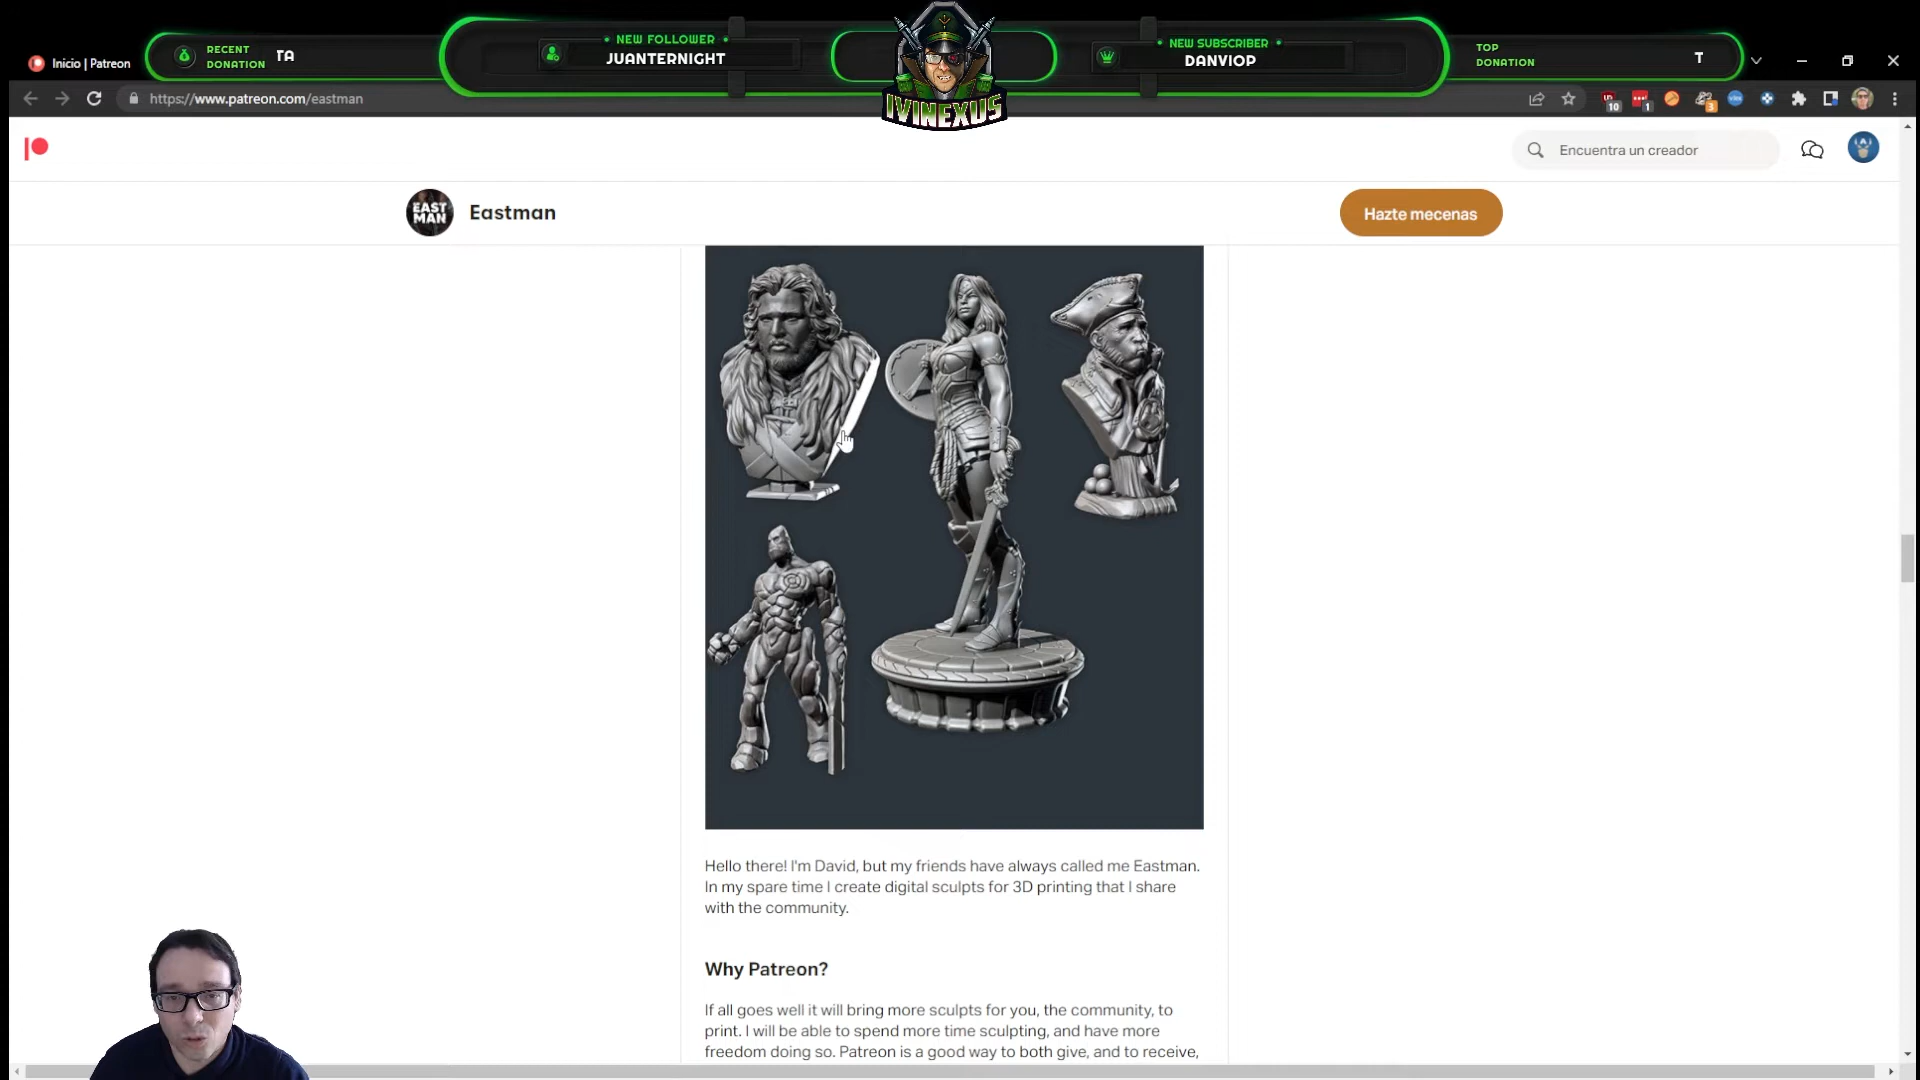 Inicio | Patreon
RECENT
DONATION
TA
NEW FOLLOWER
JUANTERNIGHT
IVINEXUS
NEW SUBSCRIBER
DANVIOP
TOP
DONATION
T
https://www.patreon.com/eastman
10
1
3
Encuentra un creador
EAST
MAN
Eastman
Hazte mecenas
Hello there! I'm David, but my friends have always called me Eastman.
In my spare time I create digital sculpts for 3D printing that I share
with the community.
Why Patreon?
If all goes well it will bring more sculpts for you, the community, to
print. I will be able to spend more time sculpting, and have more
freedom doing so. Patreon is a good way to both give, and to receive,